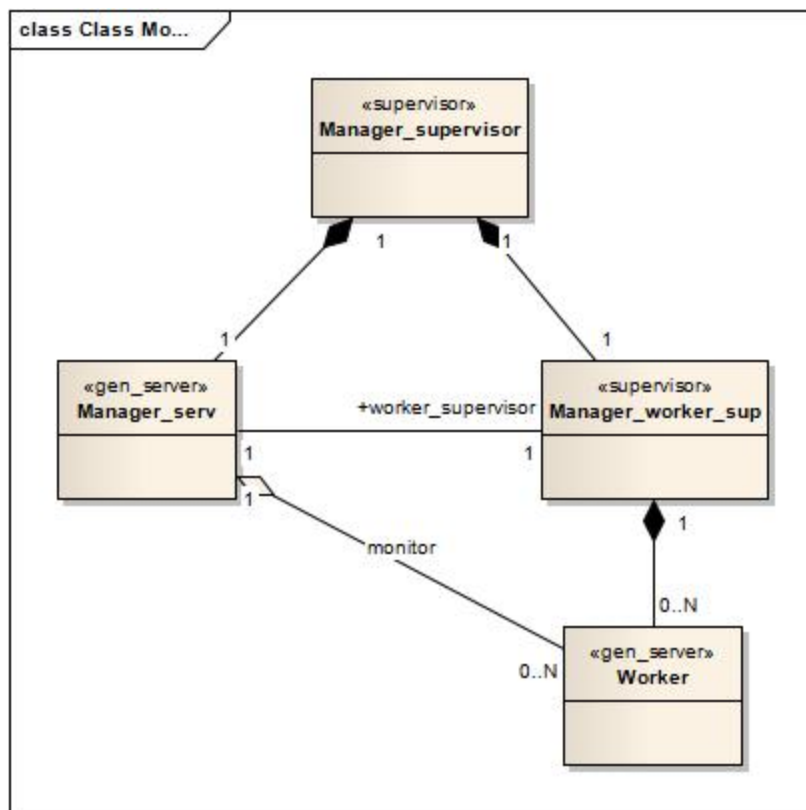 class Class Mo...
«supervisor»
Manager_supervisor
1
1
1
1
«gen_server»
Manager_serv
+worker_supervisor
«supervisor»
Manager_worker_sup
1
1
1
1
monitor
0..N
0..N
«gen_server»
Worker